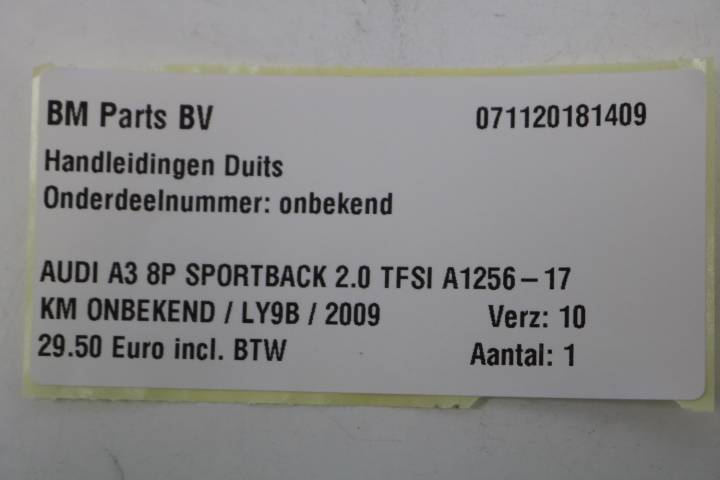 BM Parts BV 071120181409
Handleidingen Duits
Onderdeelnummer: onbekend
AUDI A3 8P SPORTBACK 2.0 TFSI A1256-17
KM ONBEKEND / LY9B / 2009 Verz: 10
29.50 Euro incl. BTW Aantal: 1